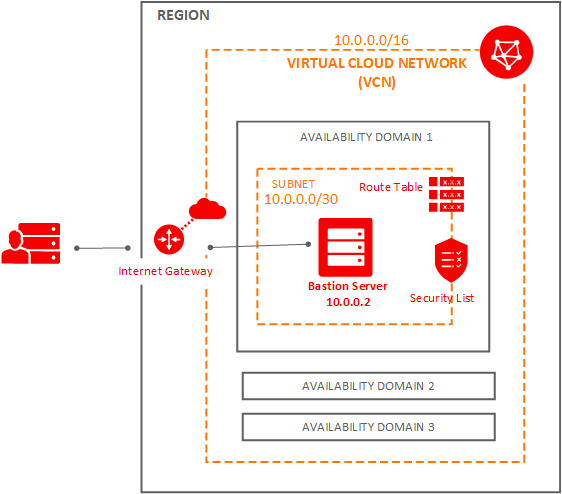 REGION
10.0.0.0/16
VIRTUAL CLOUD NETWORK
(VCN)
AVAILABILITY DOMAIN 1
SUBNET
10.0.0.0/30
Route Table
x.x.x
x.x.x
x.x.x
Internet Gateway
Bastion Server
10.0.0.2
Security List
AVAILABILITY DOMAIN 2
AVAILABILITY DOMAIN 3